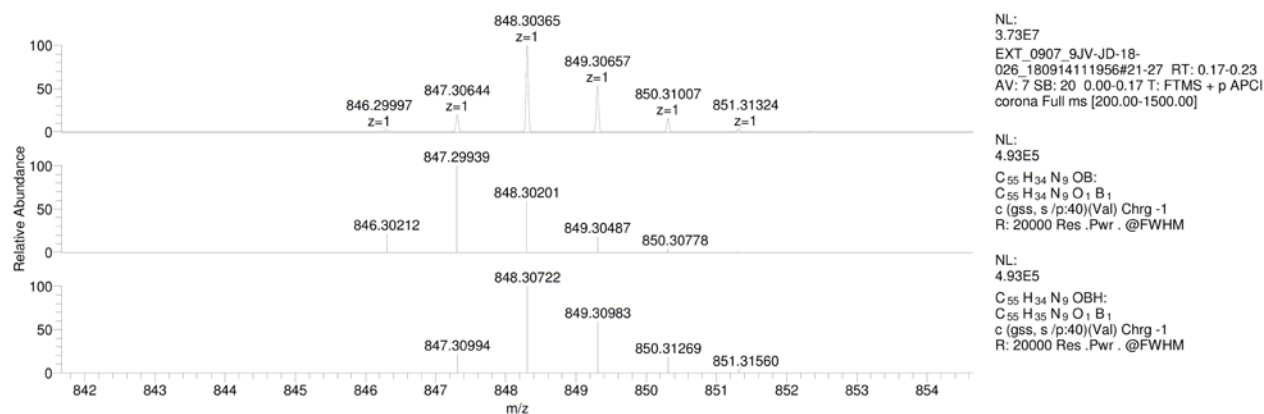 848.30365
z=1
100
849.30657
z=1
50
847.30644
z=1
850.31007
z=1
846.29997
z=1
851.31324
z=1
0
NL:
3.73E7
EXT_0907_9JV-JD-18-
026_180914111956#21-27 RT: 0.17-0.23
AV: 7 SB: 20 0.00-0.17 T: FTMS + p APCI
corona Full ms [200.00-1500.00]
Relative Abundance
847.29939
100
848.30201
50
846.30212
849.30487
850.30778
0
NL:
4.93E5
C55 H34 N9 OB:
C55 H34 N9 O1 B1
c (gss, s /p:40)(Val) Chrg -1
R: 20000 Res .Pwr . @FWHM
848.30722
100
849.30983
50
847.30994
850.31269
851.31560
0
NL:
4.93E5
C55 H34 N9 OBH:
C55 H35 N9 O1 B1
c (gss, s /p:40)(Val) Chrg -1
R: 20000 Res .Pwr . @FWHM
842 843 844 845 846 847 848 849 850 851 852 853 854
m/z